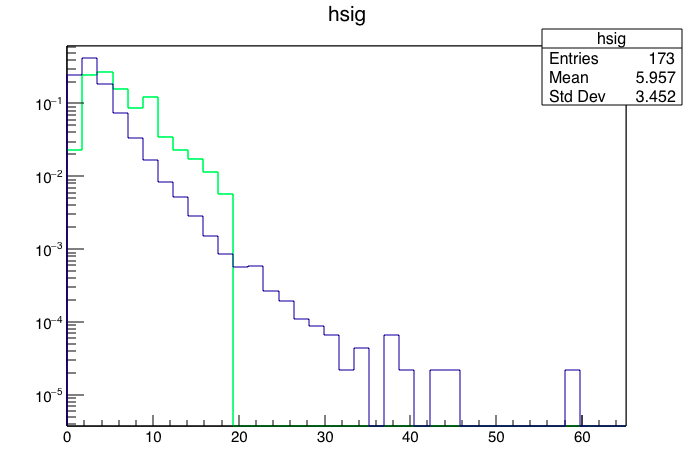 hsig
hsig
Entries 173
Mean 5.957
Std Dev 3.452
10⁻¹
10⁻²
10⁻³
10⁻⁴
10⁻⁵
0 10 20 30 40 50 60